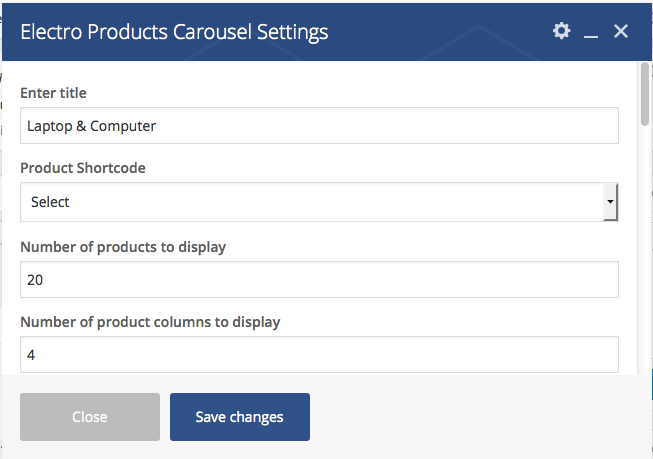 Electro Products Carousel Settings
Enter title
Laptop & Computer
Product Shortcode
Select
Number of products to display
20
Number of product columns to display
4
Close
Save changes